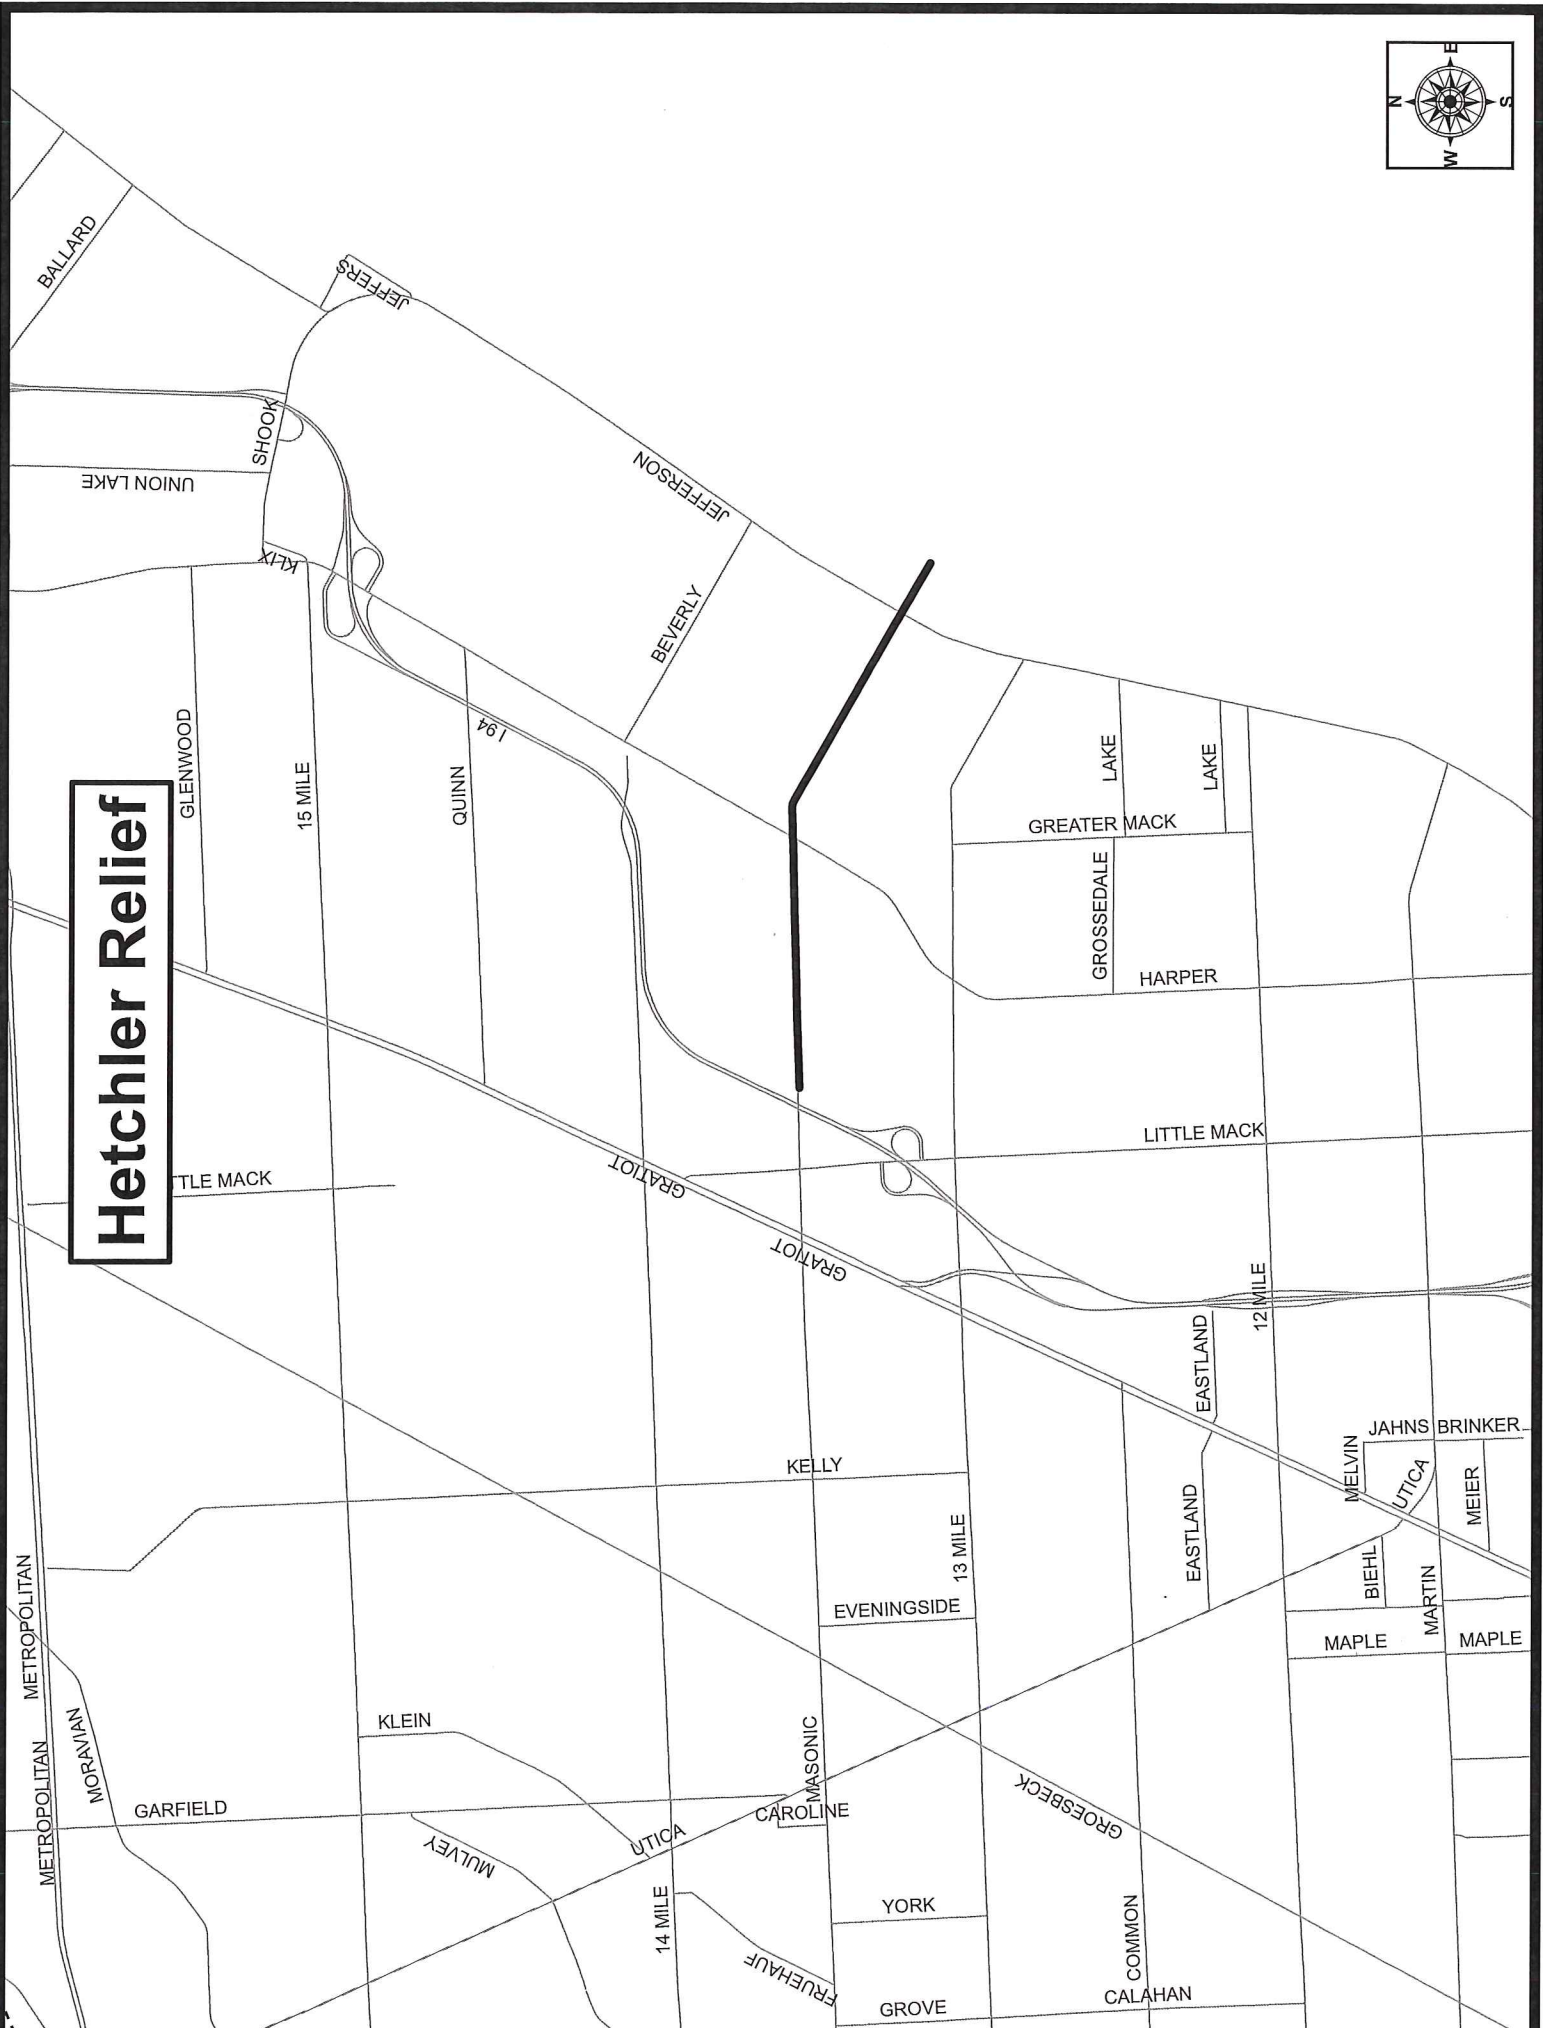 N
E
W
S
BALLARD
JEFFERS
SHOOK
UNION LAKE
KLIX
JEFFERSON
BEVERLY
GLENWOOD
15 MILE
QUINN
I 94
LAKE
LAKE
GREATER MACK
GROSSEDALE
HARPER
Hetchler Relief
TTLE MACK
LITTLE MACK
GRATIOT
GRATIOT
12 MILE
EASTLAND
JAHNS BRINKER
KELLY
MELVIN
UTICA
MEIER
EASTLAND
13 MILE
BIEHL
MARTIN
METROPOLITAN
EVENINGSIDE
MAPLE
MAPLE
MORAVIAN
KLEIN
MASONIC
METROPOLITAN
GARFIELD
CAROLINE
GROESBECK
MULVEY
UTICA
14 MILE
YORK
COMMON
FRUEHAUF
GROVE
CALAHAN